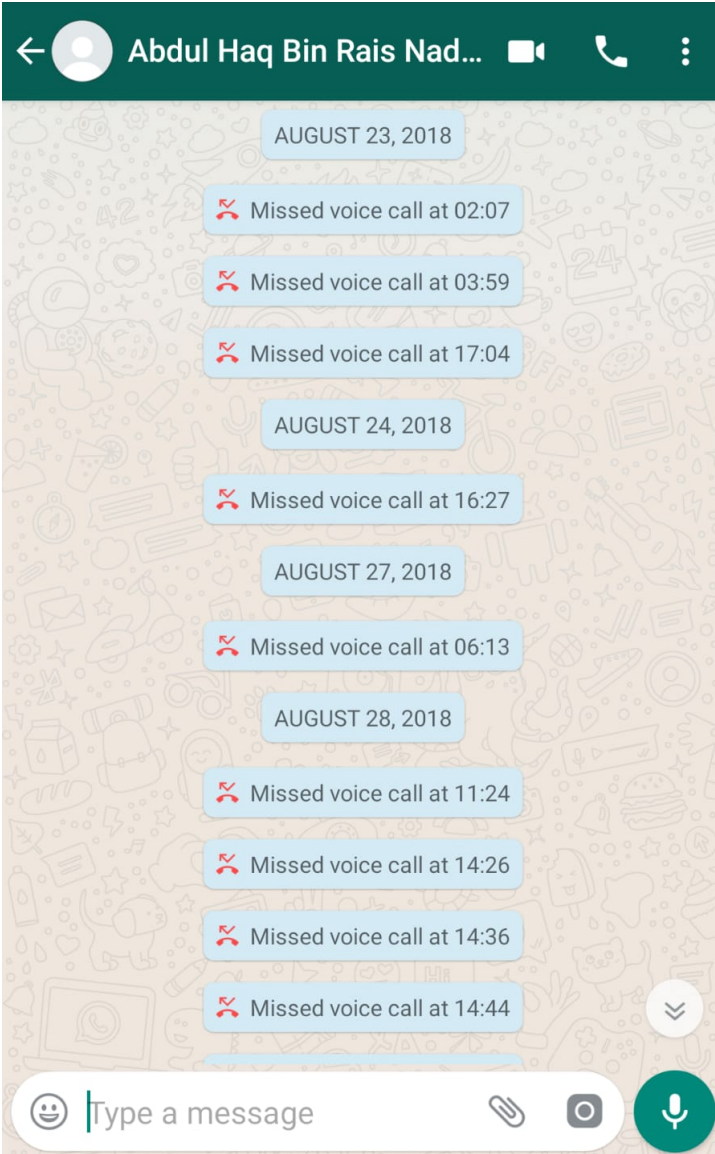 Abdul Haq Bin Rais Nad...
AUGUST 23, 2018
Missed voice call at 02:07
Missed voice call at 03:59
Missed voice call at 17:04
AUGUST 24, 2018
Missed voice call at 16:27
AUGUST 27, 2018
Missed voice call at 06:13
AUGUST 28, 2018
Missed voice call at 11:24
Missed voice call at 14:26
Missed voice call at 14:36
Missed voice call at 14:44
Type a message